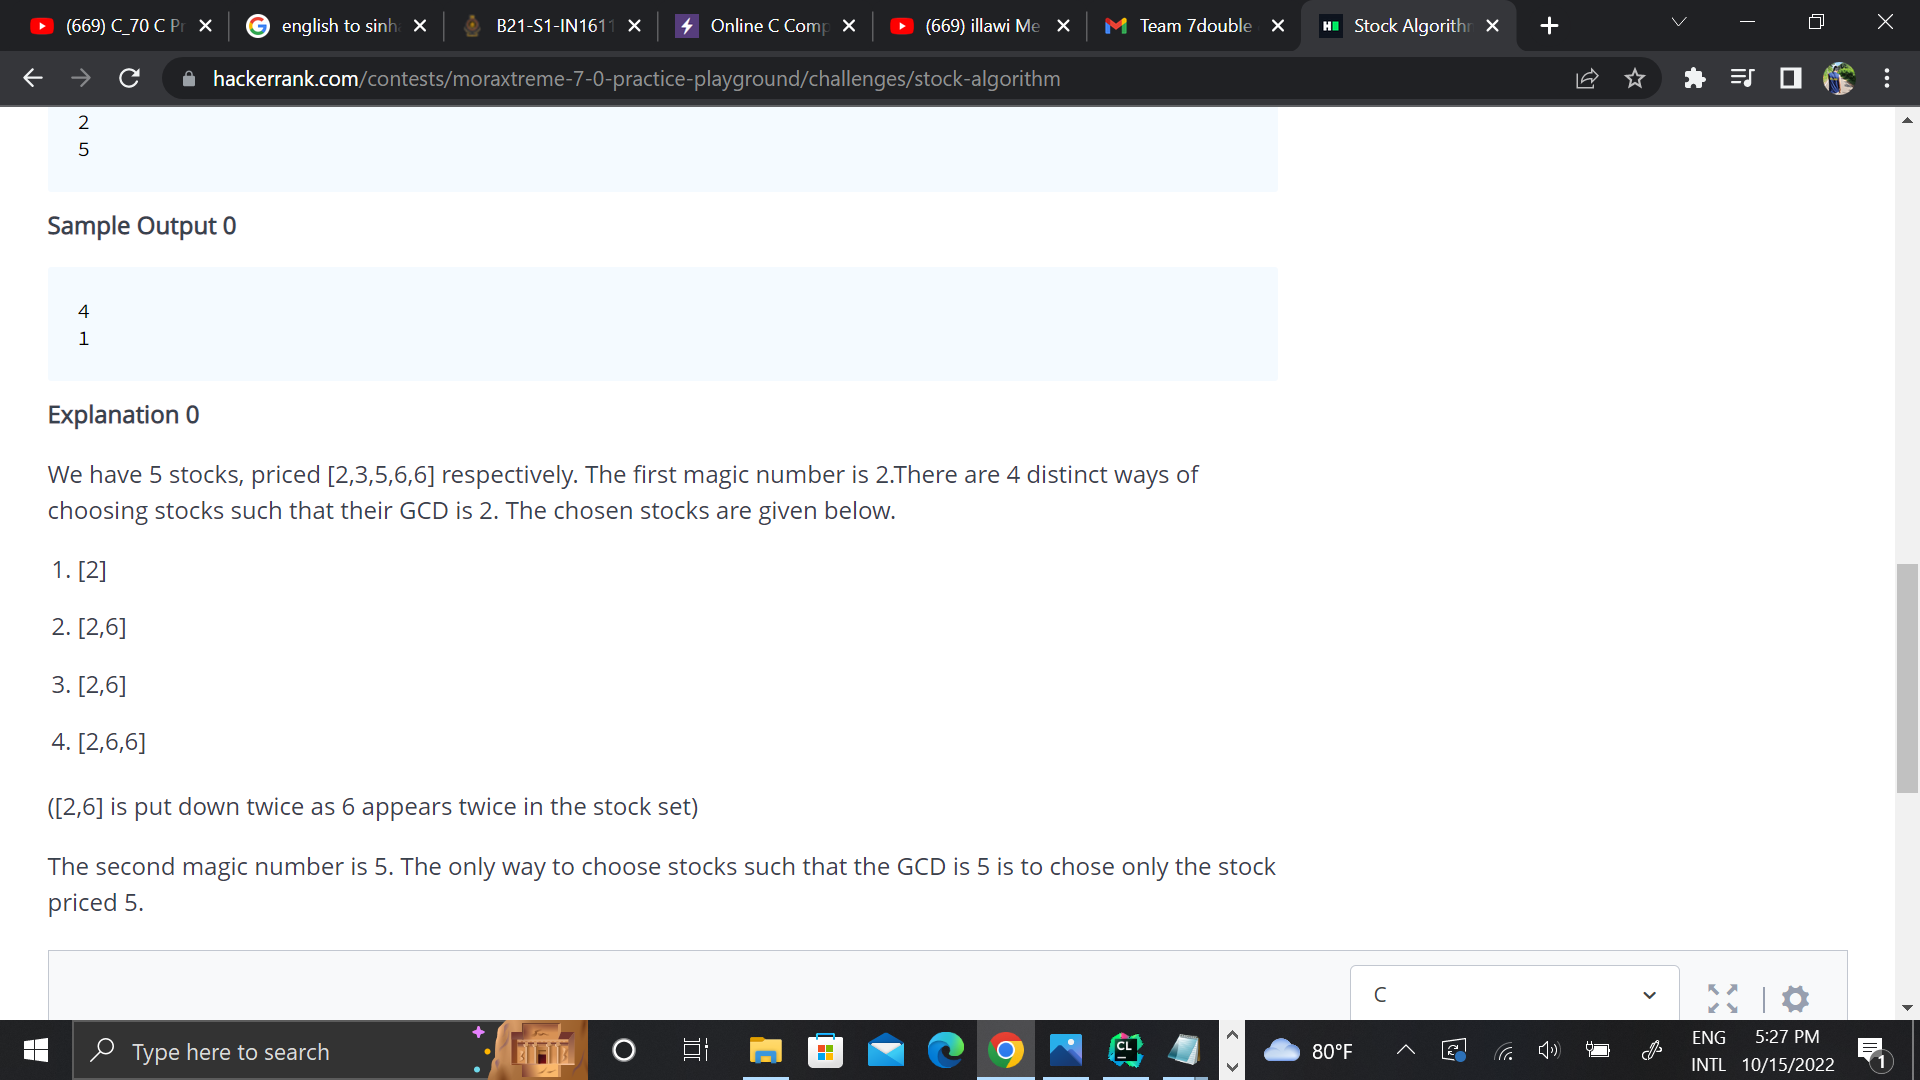 (669) C_70 C Pr
english to sinha
B21-S1-IN1611
Online C Comp
(669) illawi Me
Team 7double
Stock Algorithm
hackerrank.com/contests/moraxtreme-7-0-practice-playground/challenges/stock-algorithm
2
5
Sample Output 0
4
1
Explanation 0
We have 5 stocks, priced [2,3,5,6,6] respectively. The first magic number is 2.There are 4 distinct ways of
choosing stocks such that their GCD is 2. The chosen stocks are given below.
1. [2]
2. [2,6]
3. [2,6]
4. [2,6,6]
([2,6] is put down twice as 6 appears twice in the stock set)
The second magic number is 5. The only way to choose stocks such that the GCD is 5 is to chose only the stock
priced 5.
C
Type here to search
CL
80°F
ENG
INTL
5:27 PM
10/15/2022
1